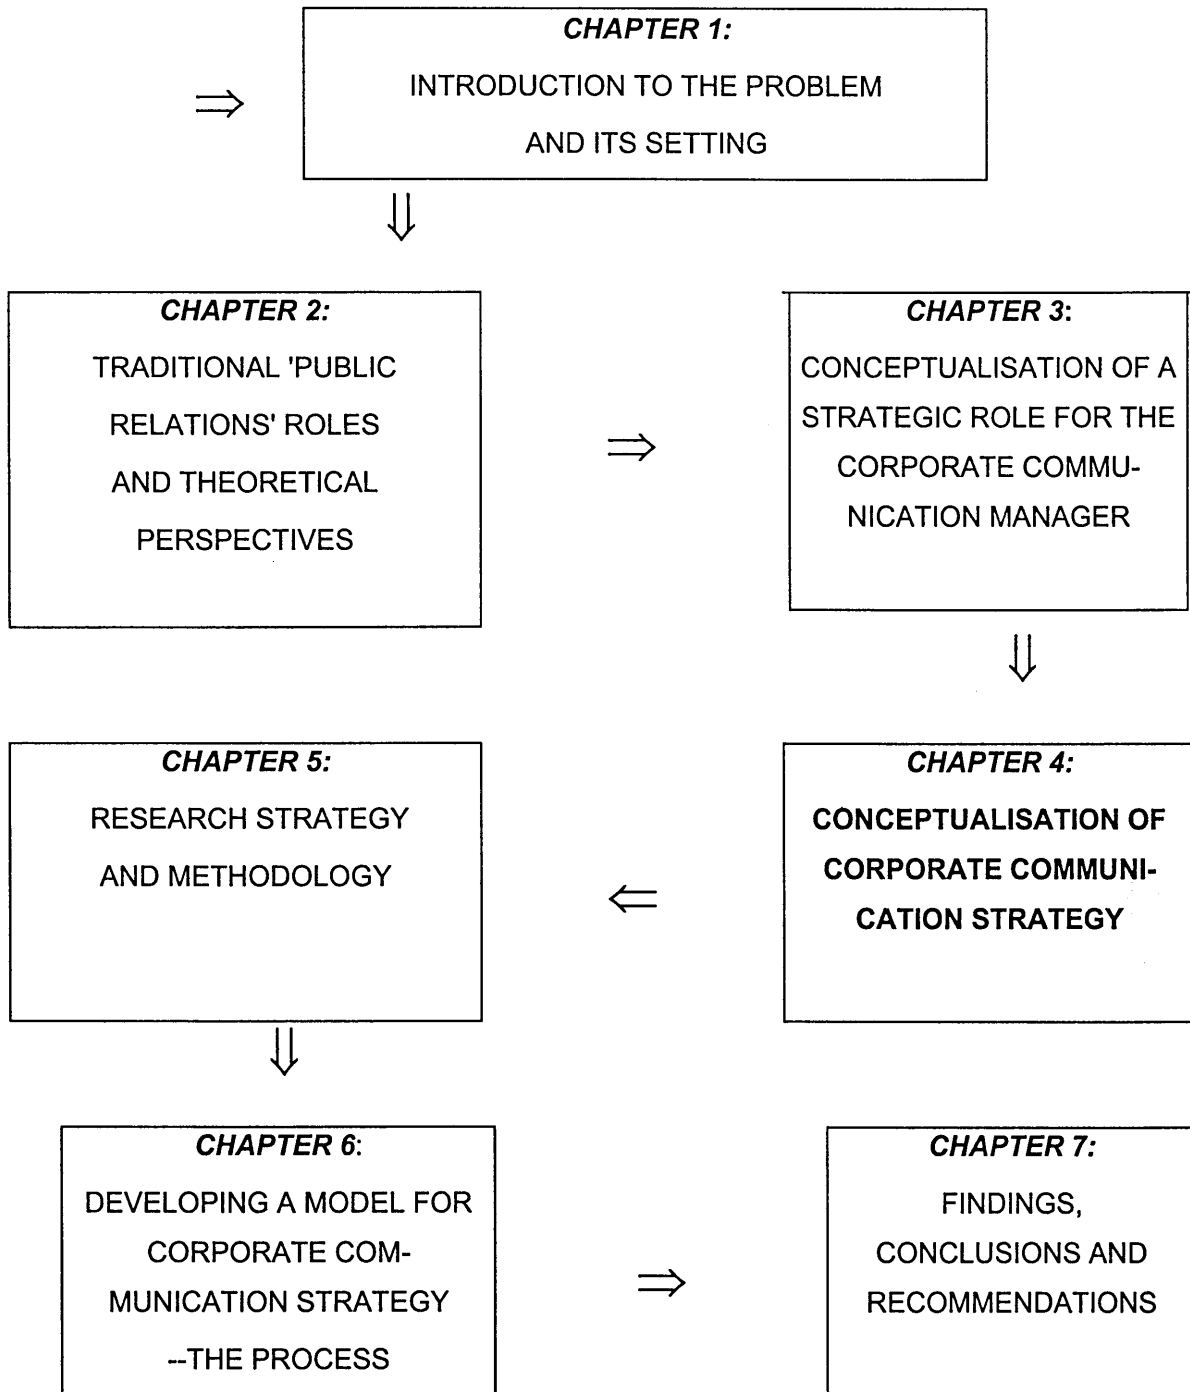 CHAPTER 1:
INTRODUCTION TO THE PROBLEM
AND ITS SETTING
CHAPTER 2:
TRADITIONAL 'PUBLIC
RELATIONS' ROLES
AND THEORETICAL
PERSPECTIVES
CHAPTER 3:
CONCEPTUALISATION OF A
STRATEGIC ROLE FOR THE
CORPORATE COMMU-
NICATION MANAGER
CHAPTER 4:
CONCEPTUALISATION OF
CORPORATE COMMUNI-
CATION STRATEGY
CHAPTER 5:
RESEARCH STRATEGY
AND METHODOLOGY
CHAPTER 6:
DEVELOPING A MODEL FOR
CORPORATE COM-
MUNICATION STRATEGY
--THE PROCESS
CHAPTER 7:
FINDINGS,
CONCLUSIONS AND
RECOMMENDATIONS